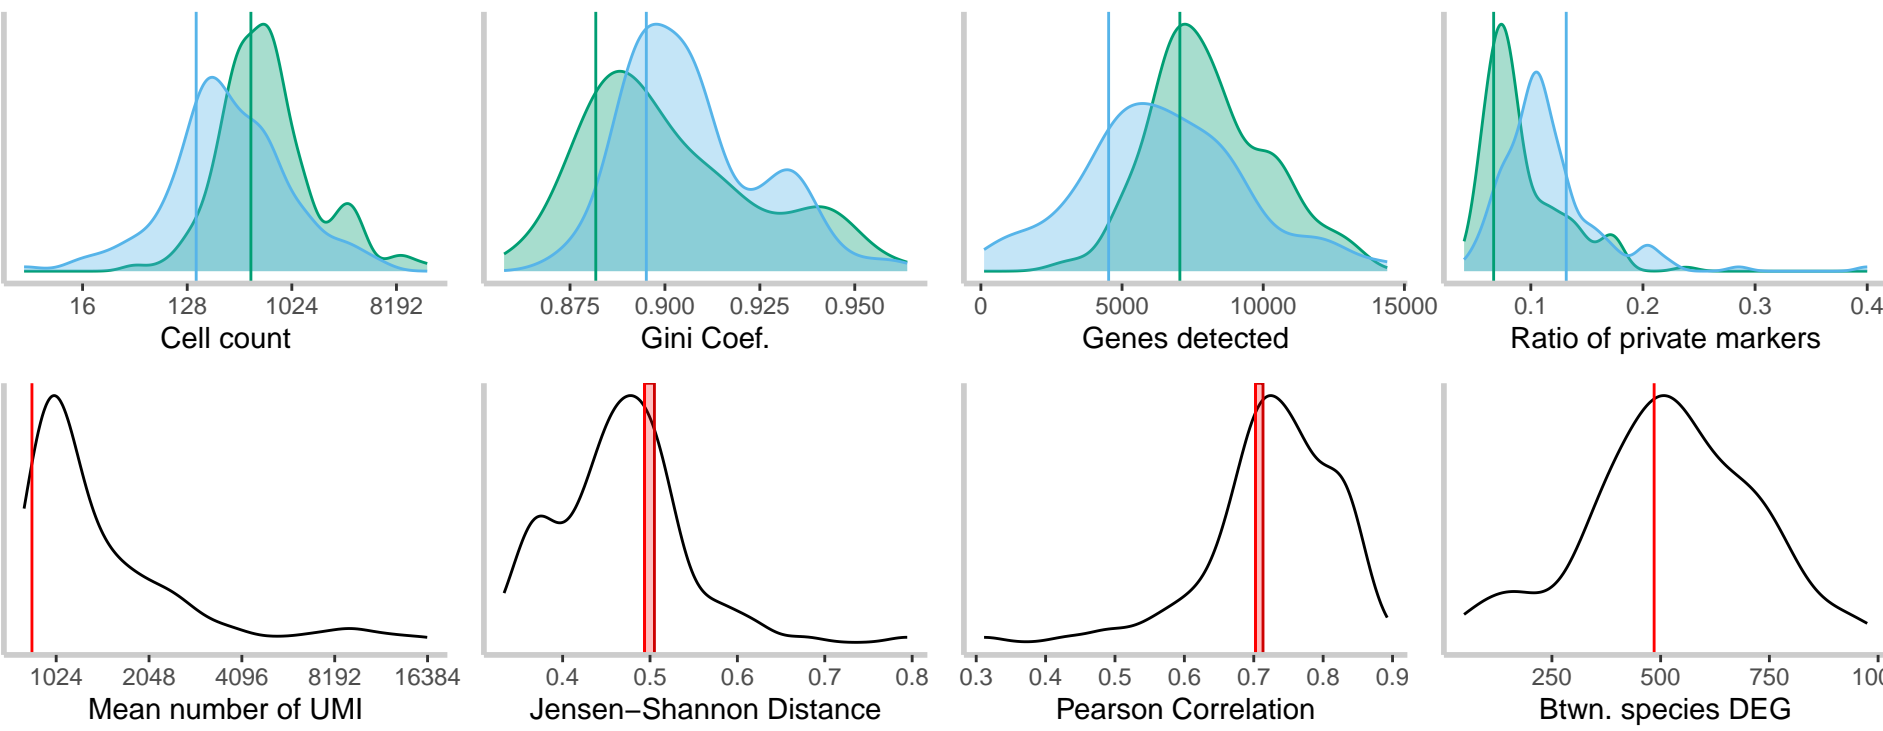 16 128 1024 8192
Cell count
0.875 0.900 0.925 0.950
Gini Coef.
0 5000 10000 15000
Genes detected
0.1 0.2 0.3 0.4
Ratio of private markers
1024 2048 4096 8192 16384
Mean number of UMI
0.4 0.5 0.6 0.7 0.8
Jensen−Shannon Distance
0.3 0.4 0.5 0.6 0.7 0.8 0.9
Pearson Correlation
250 500 750 100
Btwn. species DEG